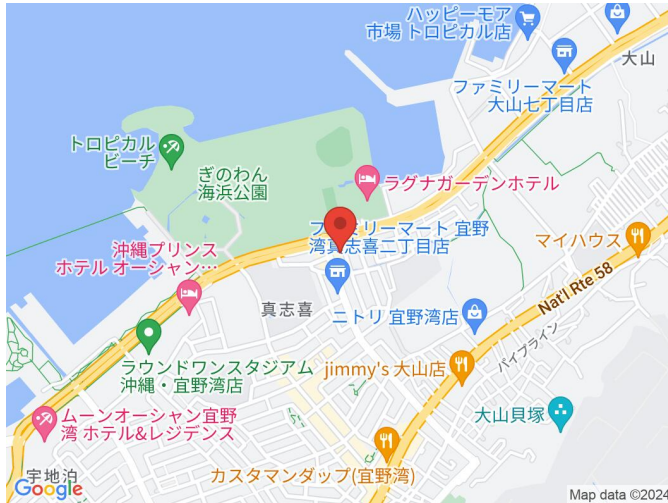 ハッピーモア
市場 トロピカル店
大山
ファミリーマート
大山七丁目店
トロピカル
ビーチ
ぎのわん
海浜公園
ラグナガーデンホテル
ファミリーマート 宜野
湾真志喜二丁目店
マイハウス
沖縄プリンス
ホテル オーシャン…
Nat'l Rte 58
真志喜
ニトリ 宜野湾店
パイプライン
ラウンドワンスタジアム
沖縄・宜野湾店
jimmy's 大山店
ムーンオーシャン宜野
湾 ホテル&レジデンス
大山貝塚
宇地泊
カスタマンダップ(宜野湾)
Google
Map data ©2024